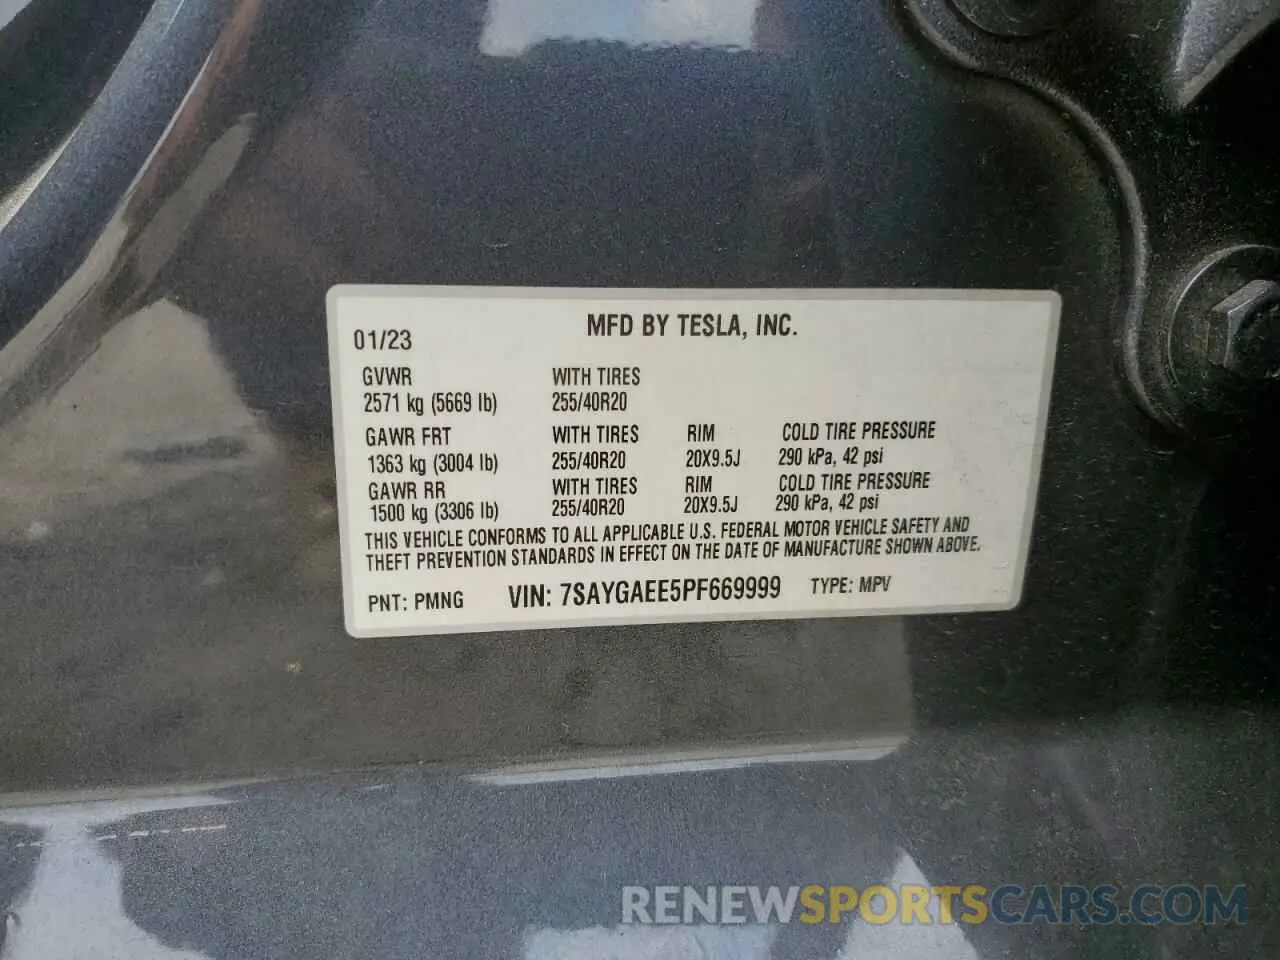 MFD BY TESLA, INC.
01/23
GVWR WITH TIRES
2571 kg (5669 lb) 255/40R20
GAWR FRT WITH TIRES RIM COLD TIRE PRESSURE
1363 kg (3004 lb) 255/40R20 20X9.5J 290 kPa, 42 psi
GAWR RR WITH TIRES RIM COLD TIRE PRESSURE
1500 kg (3306 lb) 255/40R20 20X9.5J 290 kPa, 42 psi
THIS VEHICLE CONFORMS TO ALL APPLICABLE U.S. FEDERAL MOTOR VEHICLE SAFETY AND
THEFT PREVENTION STANDARDS IN EFFECT ON THE DATE OF MANUFACTURE SHOWN ABOVE.
PNT: PMNG VIN: 7SAYGAEE5PF669999 TYPE: MPV
RENEWSPORTSCARS.COM